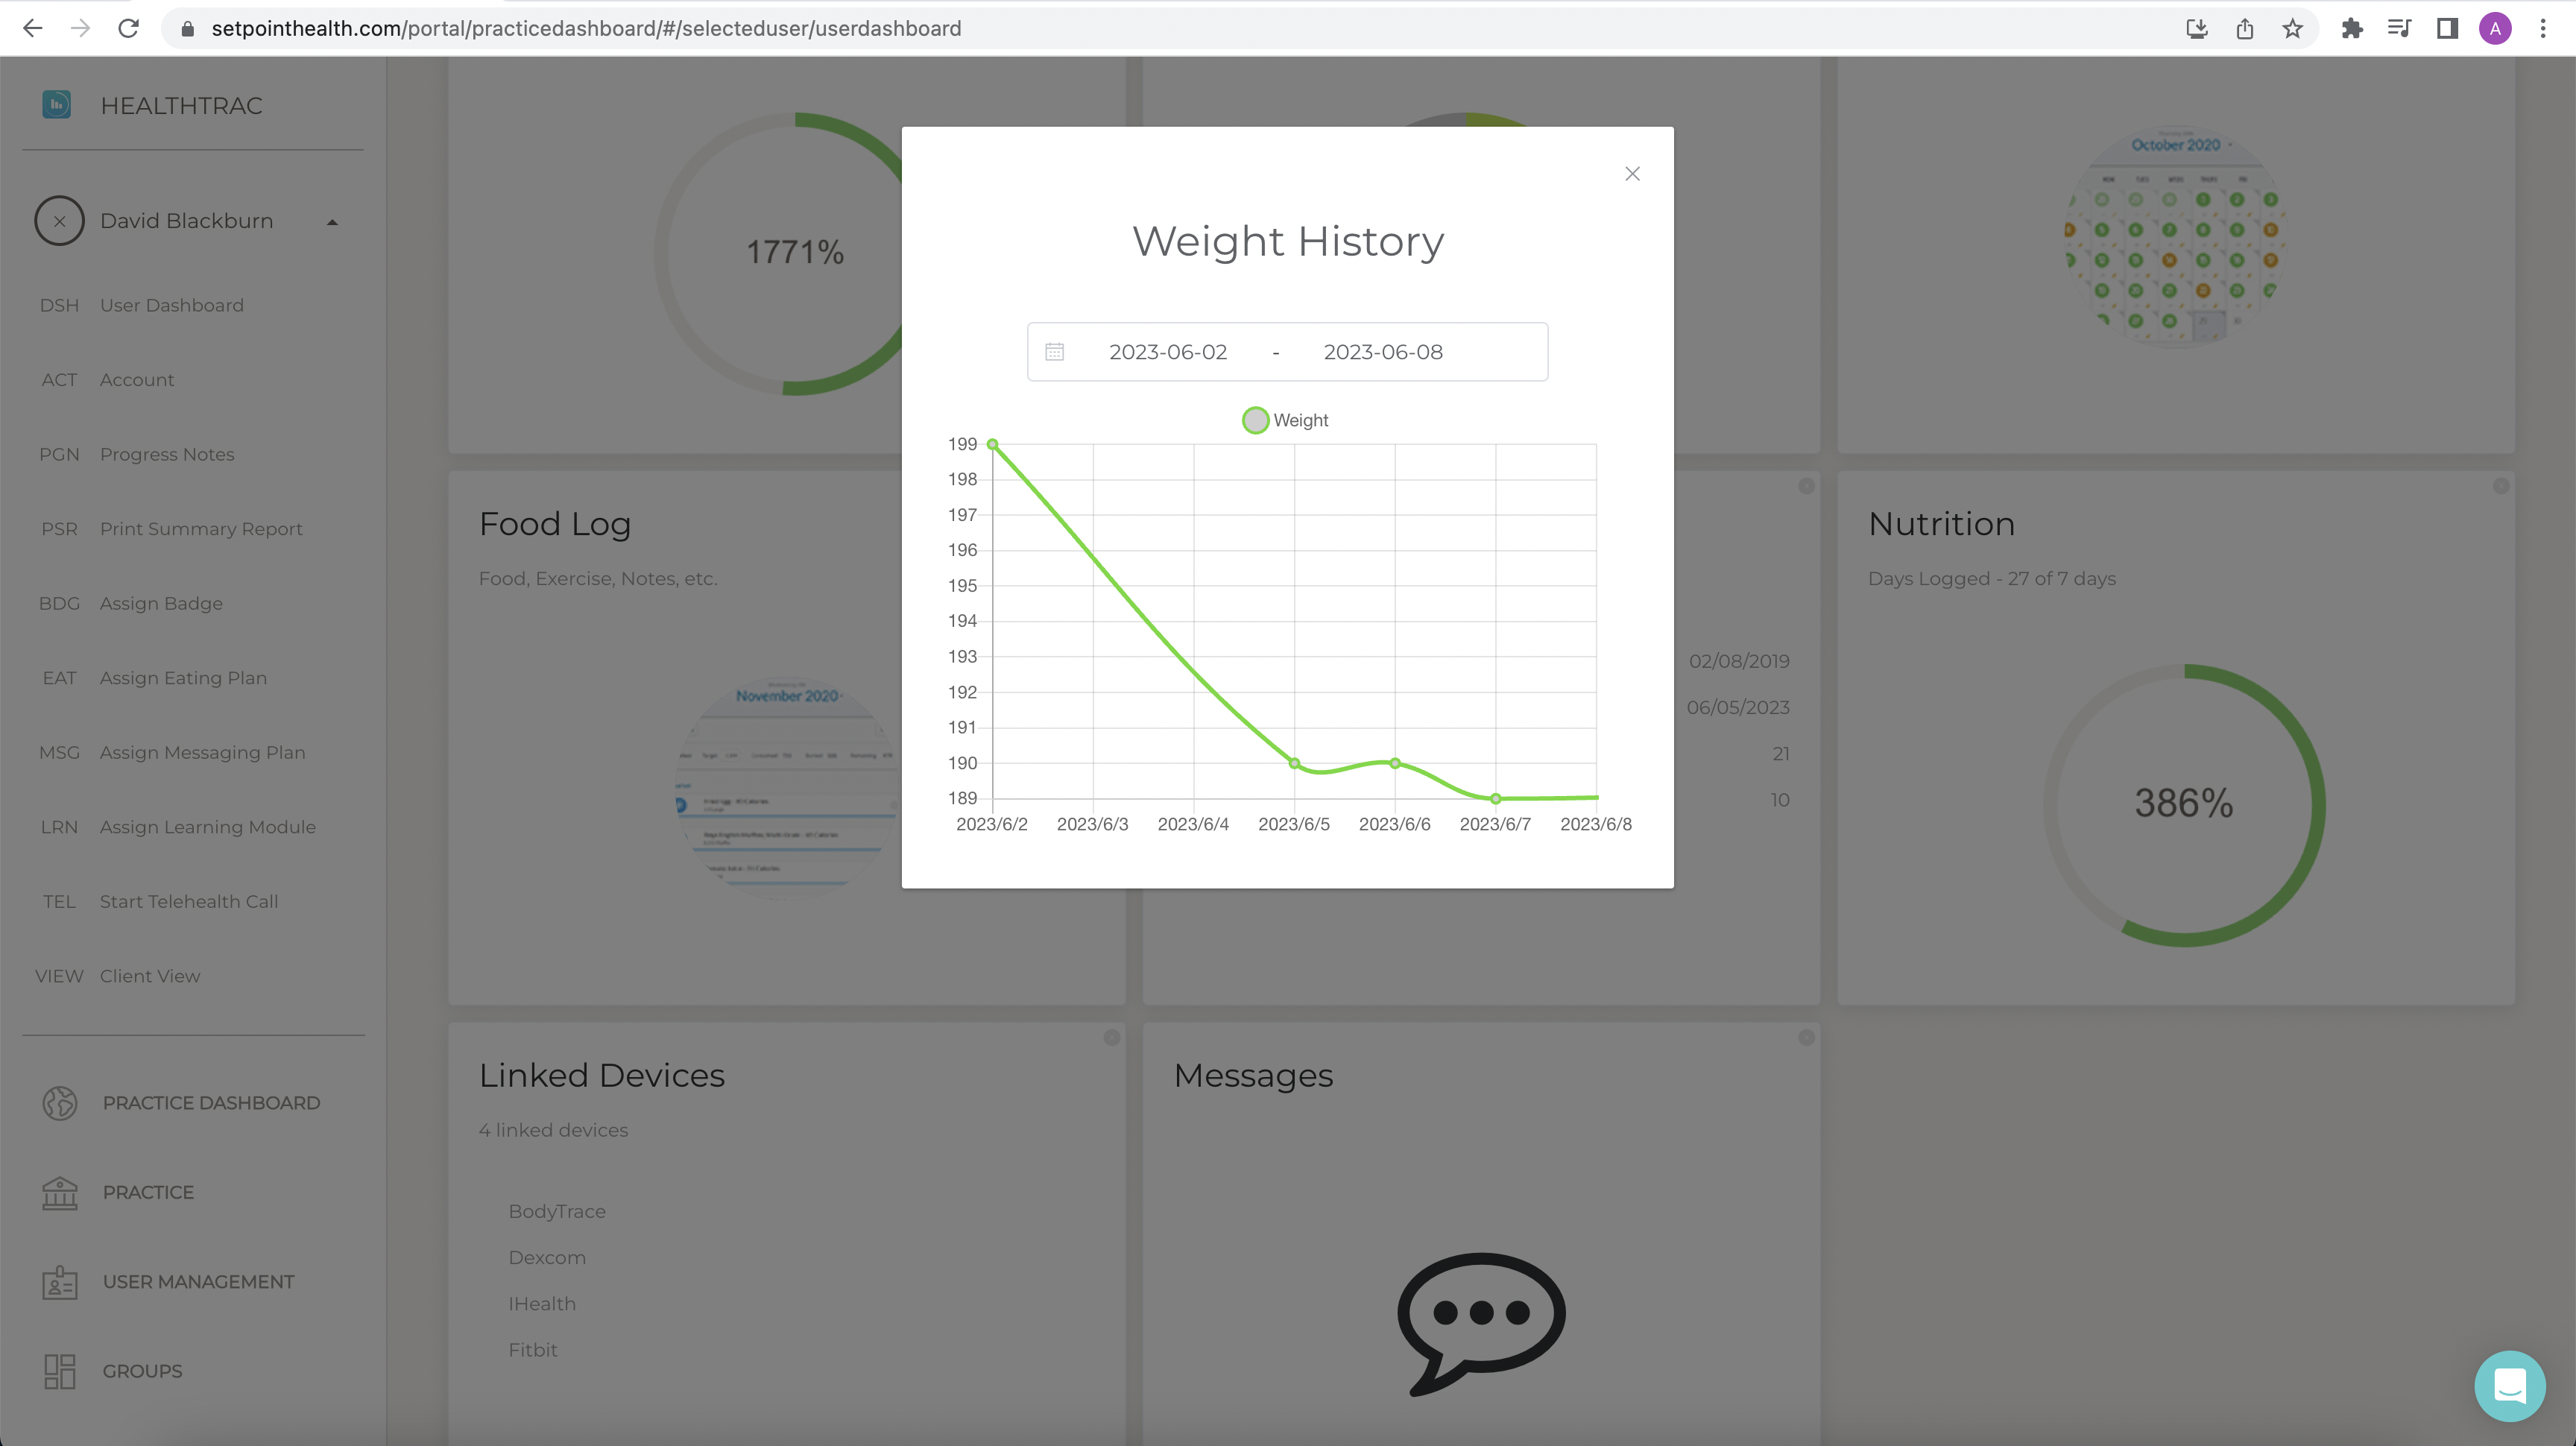 setpointhealth.com/portal/practicedashboard/#/selecteduser/userdashboard
A
HEALTHTRAC
David Blackburn
DSH User Dashboard
ACT Account
PGN Progress Notes
PSR Print Summary Report
BDG Assign Badge
EAT Assign Eating Plan
MSG Assign Messaging Plan
LRN Assign Learning Module
TEL Start Telehealth Call
VIEW Client View
PRACTICE DASHBOARD
PRACTICE
USER MANAGEMENT
GROUPS
1771%
October 2020
Weight History
2023-06-02 - 2023-06-08
Weight
199
198
197
196
195
194
193
192
191
190
189
2023/6/2 2023/6/3 2023/6/4 2023/6/5 2023/6/6 2023/6/7 2023/6/8
Food Log
Food, Exercise, Notes, etc.
November 2020
02/08/2019
06/05/2023
21
10
Nutrition
Days Logged - 27 of 7 days
386%
Linked Devices
4 linked devices
BodyTrace
Dexcom
IHealth
Fitbit
Messages